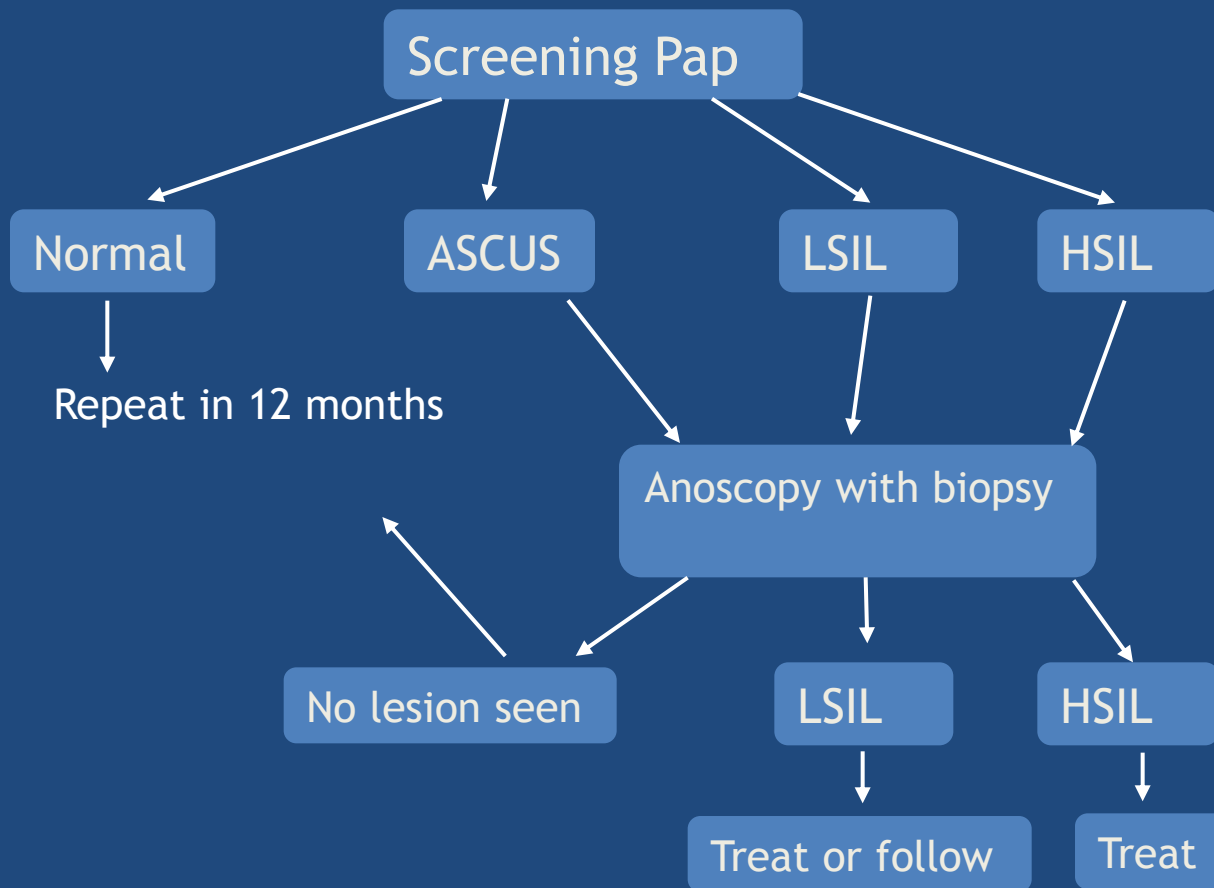 Screening Pap
Normal
ASCUS
LSIL
HSIL
Repeat in 12 months
Anoscopy with biopsy
No lesion seen
LSIL
HSIL
Treat or follow
Treat